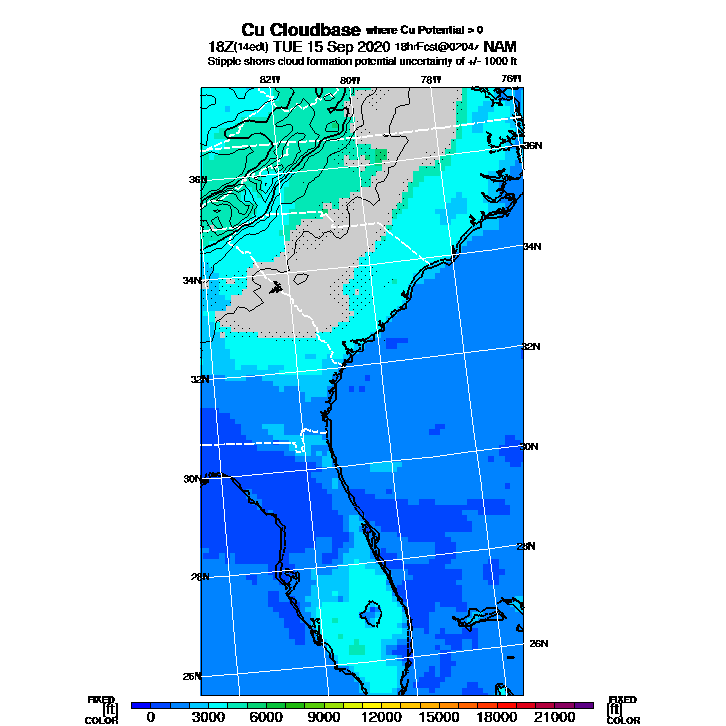 Cu Cloudbase where Cu Potential > 0
18Z(14edt) TUE 15 Sep 2020 18hrFcst@0204z NAM
Stipple shows cloud formation potential uncertainty of +/- 1000 ft
82W 80W 78W 76W
36N
36N
34N
34N
32N
32N
30N
30N
28N
28N
26N
26N
FIXED FIXED
[ft] [ft]
COLOR COLOR
0 3000 6000 9000 12000 15000 18000 21000